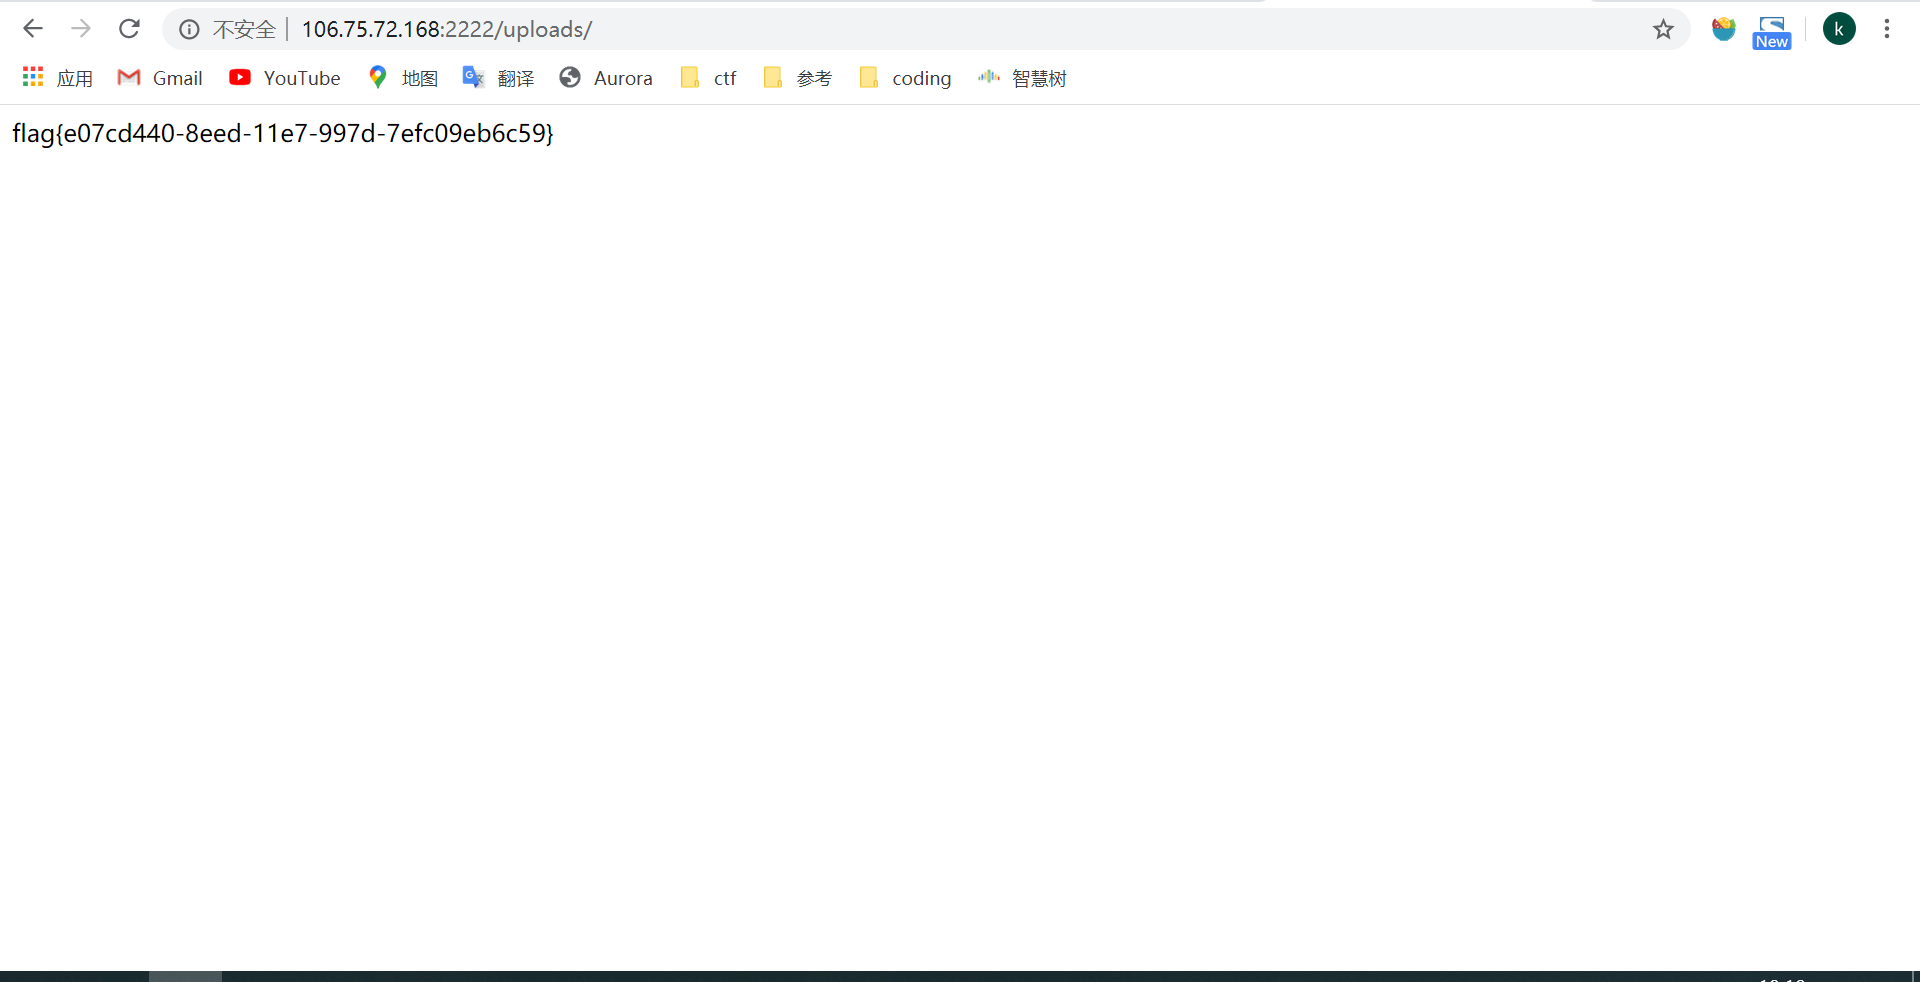 不安全 106.75.72.168:2222/uploads/
New
k
应用 Gmail YouTube 地图 翻译 Aurora ctf 参考 coding 智慧树
flag{e07cd440-8eed-11e7-997d-7efc09eb6c59}